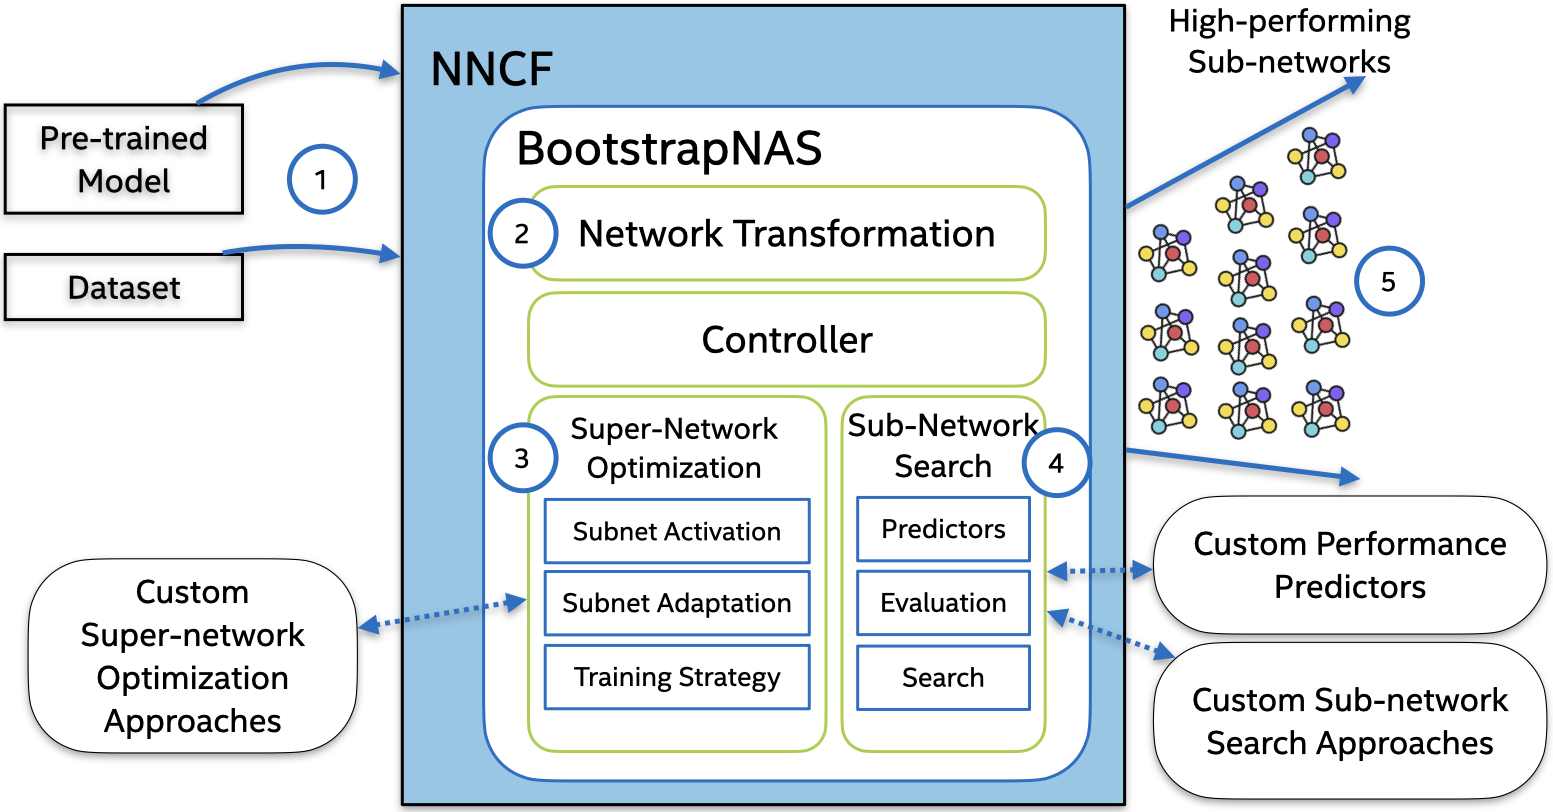 High-performing
Sub-networks
NNCF
Pre-trained
Model
1
Dataset
BootstrapNAS
2
Network Transformation
Controller
3
Super-Network
Optimization
Subnet Activation
Subnet Adaptation
Training Strategy
Sub-Network
Search
4
Predictors
Evaluation
Search
5
Custom
Super-network
Optimization
Approaches
Custom Performance
Predictors
Custom Sub-network
Search Approaches